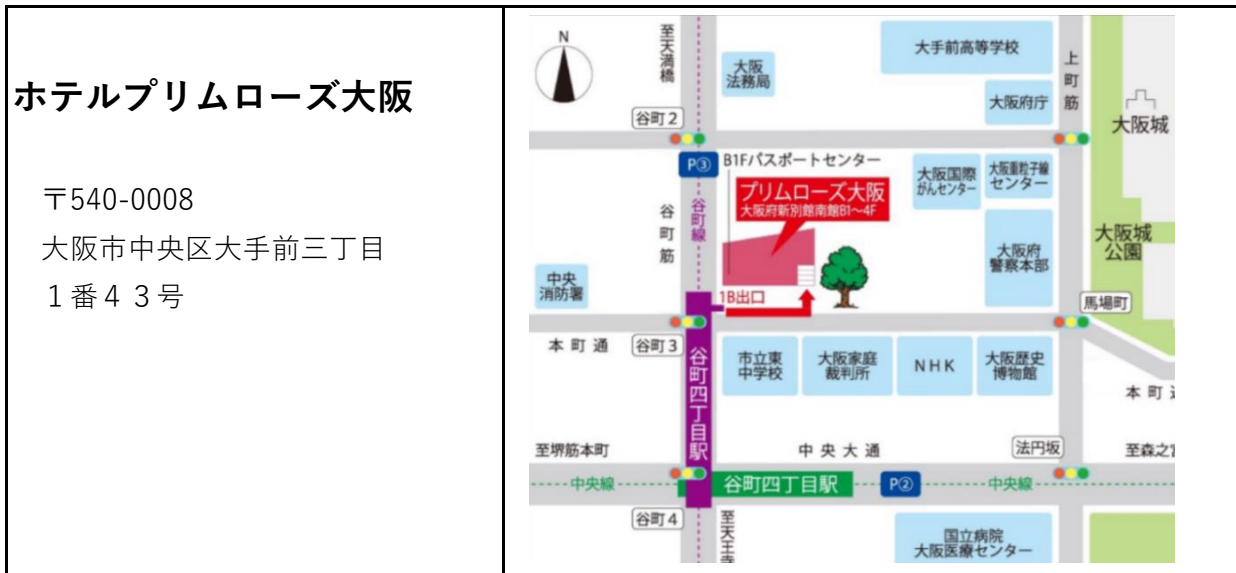 ホテルプリムローズ大阪
〒540-0008
大阪市中央区大手前三丁目
１番４３号
N
至天満橋
大阪
法務局
大手前高等学校
上町筋
大阪府庁
大阪城
谷町2
P③
B1Fパスポートセンター
プリムローズ大阪
大阪府新別館南館B1～4F
大阪国際
がんセンター
大阪重粒子線
センター
谷町筋
谷町線
大阪府
警察本部
大阪城
公園
中央
消防署
1B出口
馬場町
本町通
谷町3
谷町四丁目駅
市立東
中学校
大阪家庭
裁判所
NHK
大阪歴史
博物館
本町
至堺筋本町
中央大通
法円坂
至森之宮
中央線
谷町四丁目駅
P②
中央線
谷町4
至天王寺
国立病院
大阪医療センター